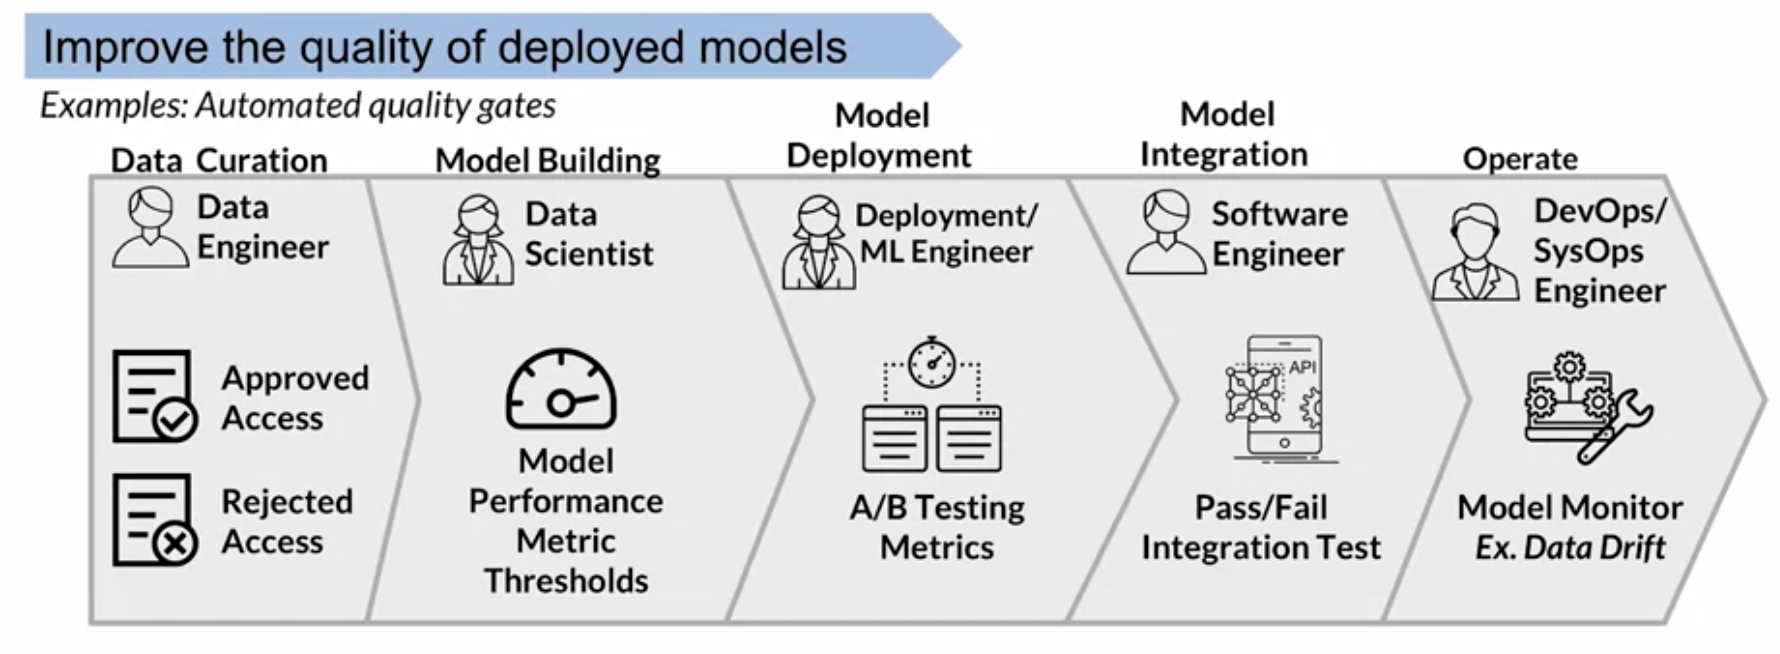 Improve the quality of deployed models
Examples: Automated quality gates
Data Curation
Model Building
Model
Deployment
Model
Integration
Operate
Data
Engineer
Data
Scientist
Deployment/
ML Engineer
Software
Engineer
DevOps/
SysOps
Engineer
Approved
Access
Rejected
Access
Model
Performance
Metric
Thresholds
A/B Testing
Metrics
API
Pass/Fail
Integration Test
Model Monitor
Ex. Data Drift